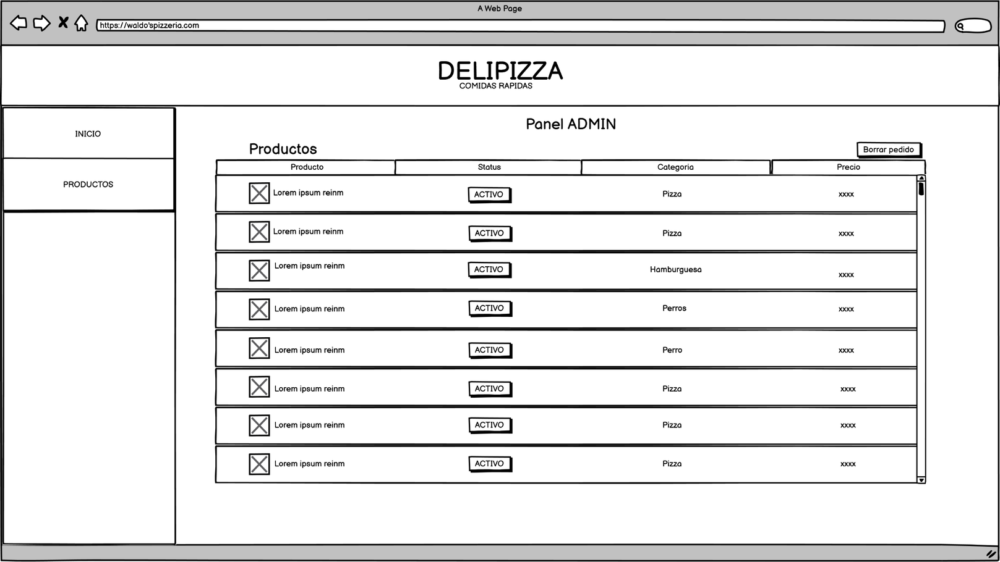 A Web Page
https://waldo'spizzeria.com
DELIPIZZA
COMIDAS RAPIDAS
INICIO
PRODUCTOS
Panel ADMIN
Productos
Borrar pedido
Producto Status Categoria Precio
Lorem ipsum reinm ACTIVO Pizza xxxx
Lorem ipsum reinm ACTIVO Pizza xxxx
Lorem ipsum reinm ACTIVO Hamburguesa xxxx
Lorem ipsum reinm ACTIVO Perros xxxx
Lorem ipsum reinm ACTIVO Perro xxxx
Lorem ipsum reinm ACTIVO Pizza xxxx
Lorem ipsum reinm ACTIVO Pizza xxxx
Lorem ipsum reinm ACTIVO Pizza xxxx